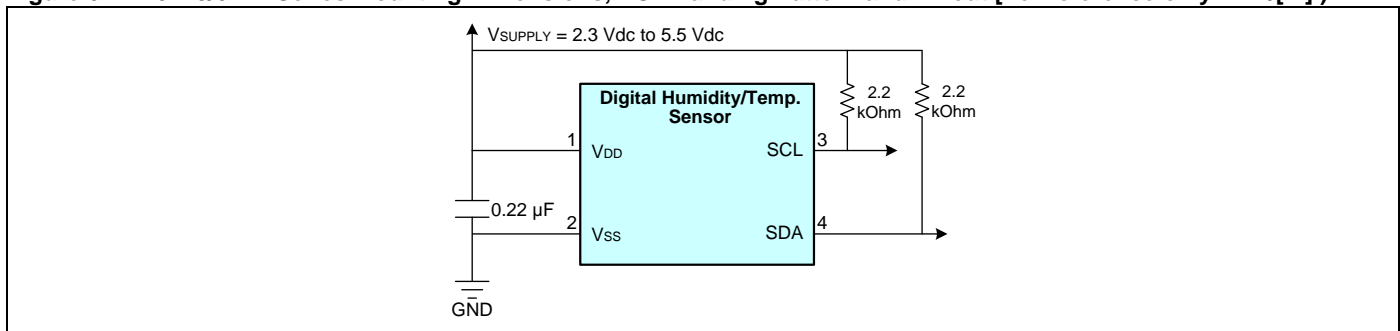 VSUPPLY = 2.3 Vdc to 5.5 Vdc
Digital Humidity/Temp.
Sensor
2.2
kOhm
2.2
kOhm
1
VDD
SCL
3
0.22 µF
2
VSS
SDA
4
GND